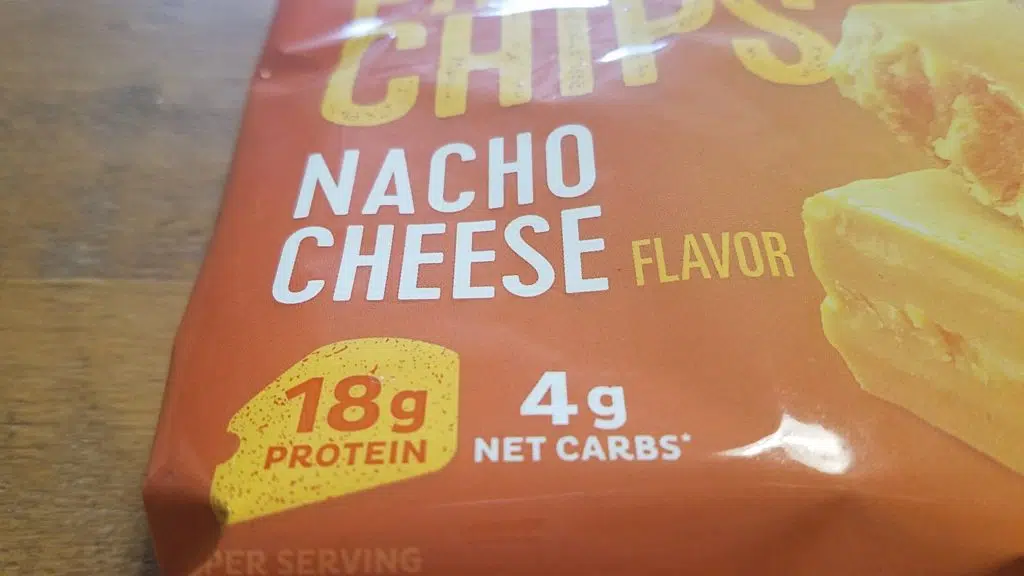 CHIPS
NACHO
CHEESE FLAVOR
18g
PROTEIN
4g
NET CARBS*
PER SERVING